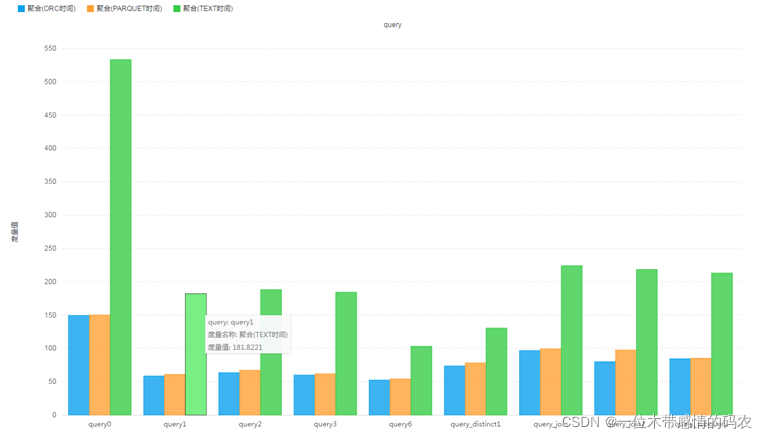 聚合(ORC时间) 聚合(PARQUET时间) 聚合(TEXT时间)
query
550
500
450
400
350
300
250
200
150
100
50
0
度量值
query: query1
度量名称: 聚合(TEXT时间)
度量值: 181.8221
query0 query1 query2 query3 query6 query_distinct1 query_join
CSDN @一位木带感情的码农